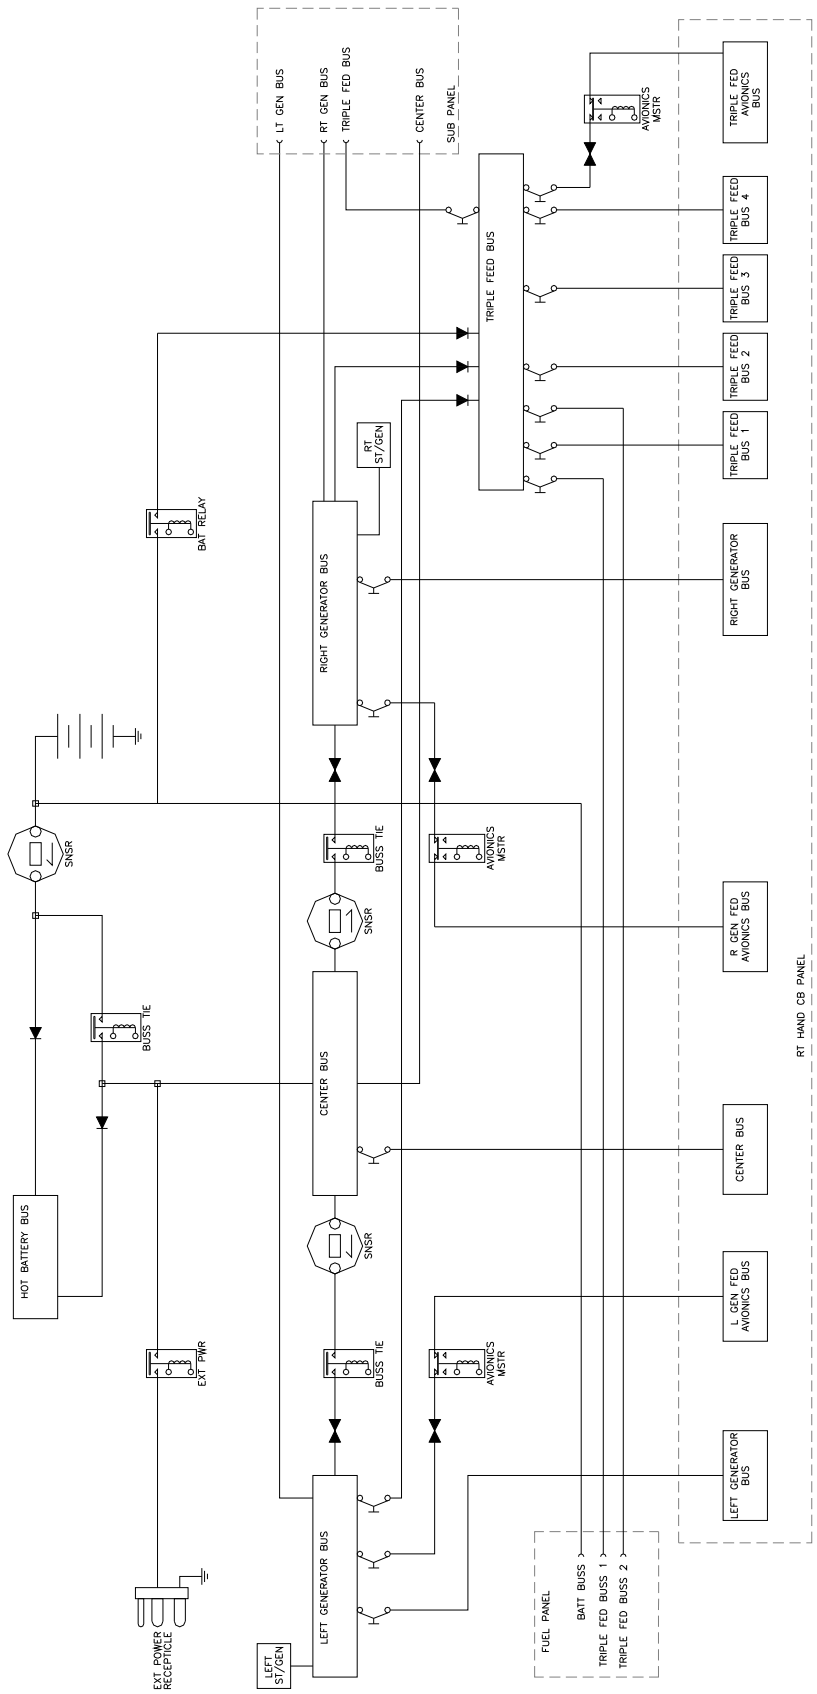 LT GEN BUS
RT GEN BUS
TRIPLE FED BUS
CENTER BUS
SUB PANEL
AVIONICS
MSTR
TRIPLE FED
AVIONICS
BUS
TRIPLE FEED
BUS 4
TRIPLE FEED
BUS 3
TRIPLE FEED
BUS 2
TRIPLE FEED
BUS 1
TRIPLE FEED BUS
RT
ST/GEN
BAT RELAY
RIGHT GENERATOR BUS
RIGHT GENERATOR
BUS
SNSR
BUSS TIE
AVIONICS
MSTR
SNSR
R GEN FED
AVIONICS BUS
RT HAND CB PANEL
BUSS TIE
CENTER BUS
CENTER BUS
HOT BATTERY BUS
SNSR
L GEN FED
AVIONICS BUS
EXT PWR
BUSS TIE
AVIONICS
MSTR
LEFT GENERATOR
BUS
LEFT GENERATOR BUS
FUEL PANEL
BATT BUSS
TRIPLE FED BUSS 1
TRIPLE FED BUSS 2
EXT POWER
RECEPTICLE
LEFT
ST/GEN